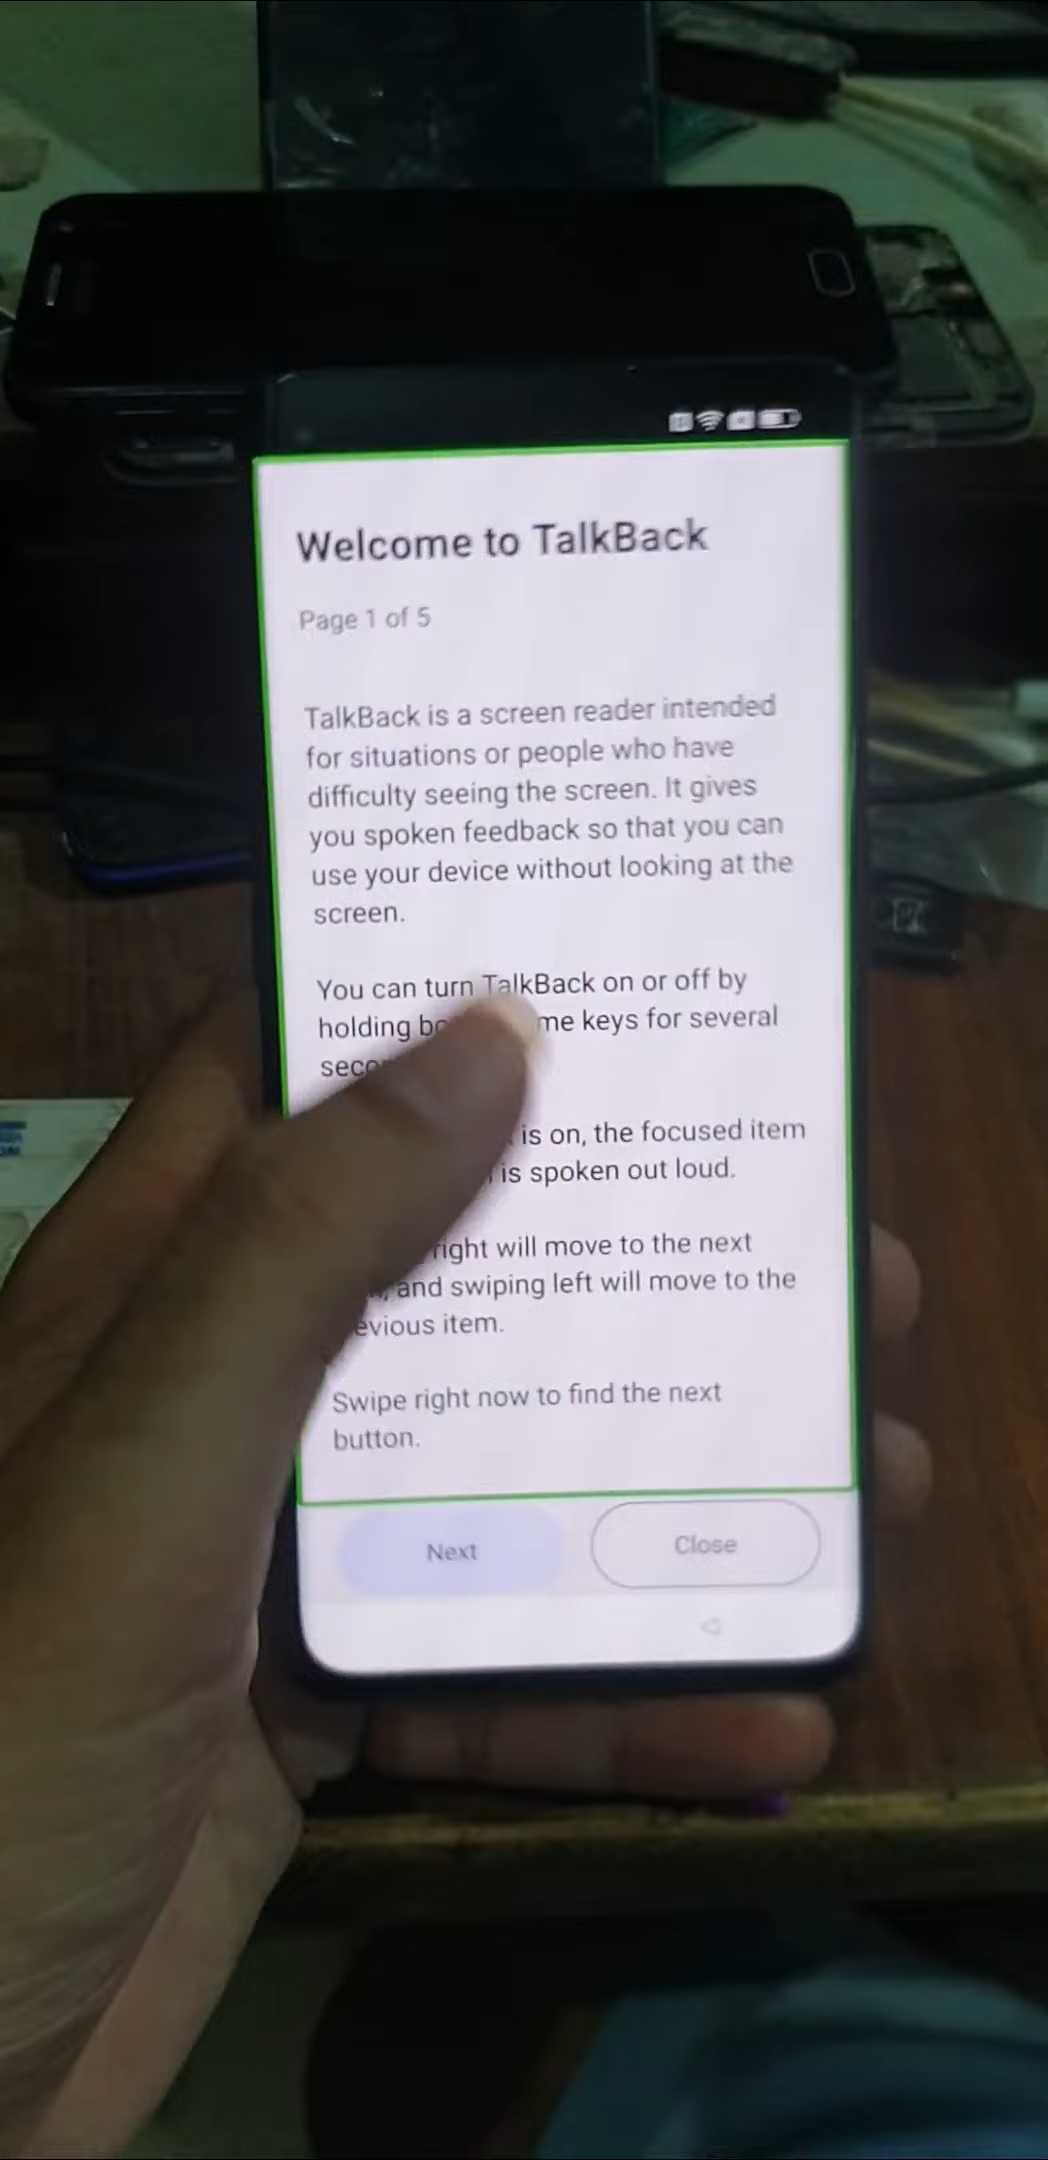 Welcome to TalkBack
Page 1 of 5
TalkBack is a screen reader intended
for situations or people who have
difficulty seeing the screen. It gives
you spoken feedback so that you can
use your device without looking at the
screen.
You can turn TalkBack on or off by
holding me keys for several
is on, the focused item
is spoken out loud.
right will move to the next
and swiping left will move to the
evious item.
Swipe right now to find the next
button.
Next
Close